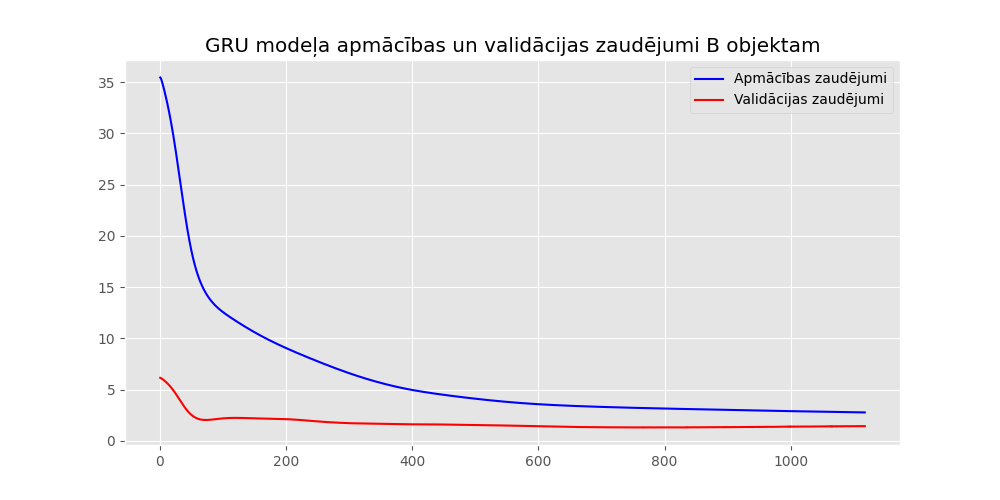 GRU modeļa apmācības un validācijas zaudējumi B objektam
Apmācības zaudējumi
Validācijas zaudējumi
35
30
25
20
15
10
5
0
0 200 400 600 800 1000